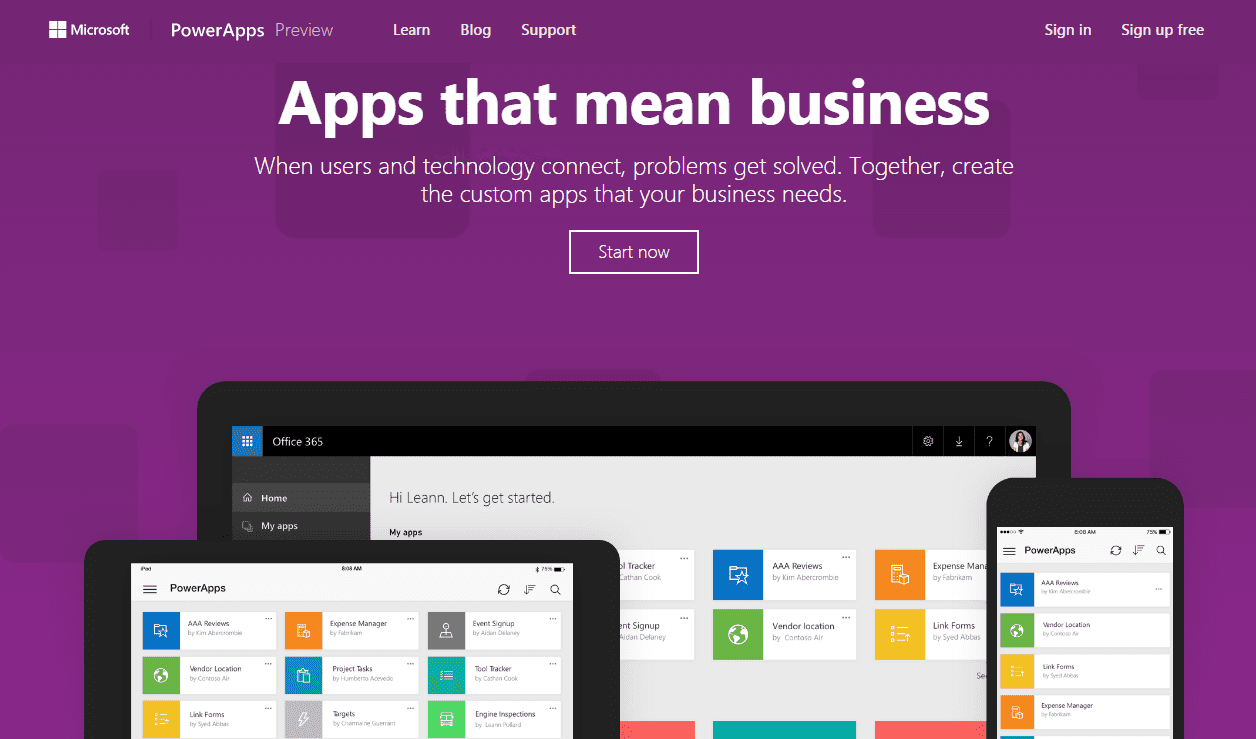 Microsoft PowerApps Preview Learn Blog Support Sign in Sign up free
Apps that mean business
When users and technology connect, problems get solved. Together, create
the custom apps that your business needs.
Start now
Office 365 ?
Home
My apps
Hi Leann. Let's get started.
My apps
ol Tracker
Cathan Cook
AAA Reviews
by Kim Abercrombie
Expense Mana
by Fabrikam
ent Signup
Aidan Delaney
Vendor location
by Contoso Air
Link Forms
by Syed Abbas
Se
iPad 8:08 AM 75%
PowerApps
AAA Reviews
by Kim Abercrombie
Expense Manager
by Fabrikam
Event Signup
by Aidan Delaney
Vendor Location
by Contoso Air
Project Tasks
by Humberto Acevedo
Tool Tracker
by Cathan Cook
Link Forms
by Syed Abbas
Targets
by Channaine Guerrant
Engine Inspections
by Leann Pollard
8:08 AM 75%
PowerApps
AAA Reviews
by Kim Abercrombie
Vendor Location
by Contoso Air
Link Forms
by Syed Abbas
Expense Manager
by Fabrikam